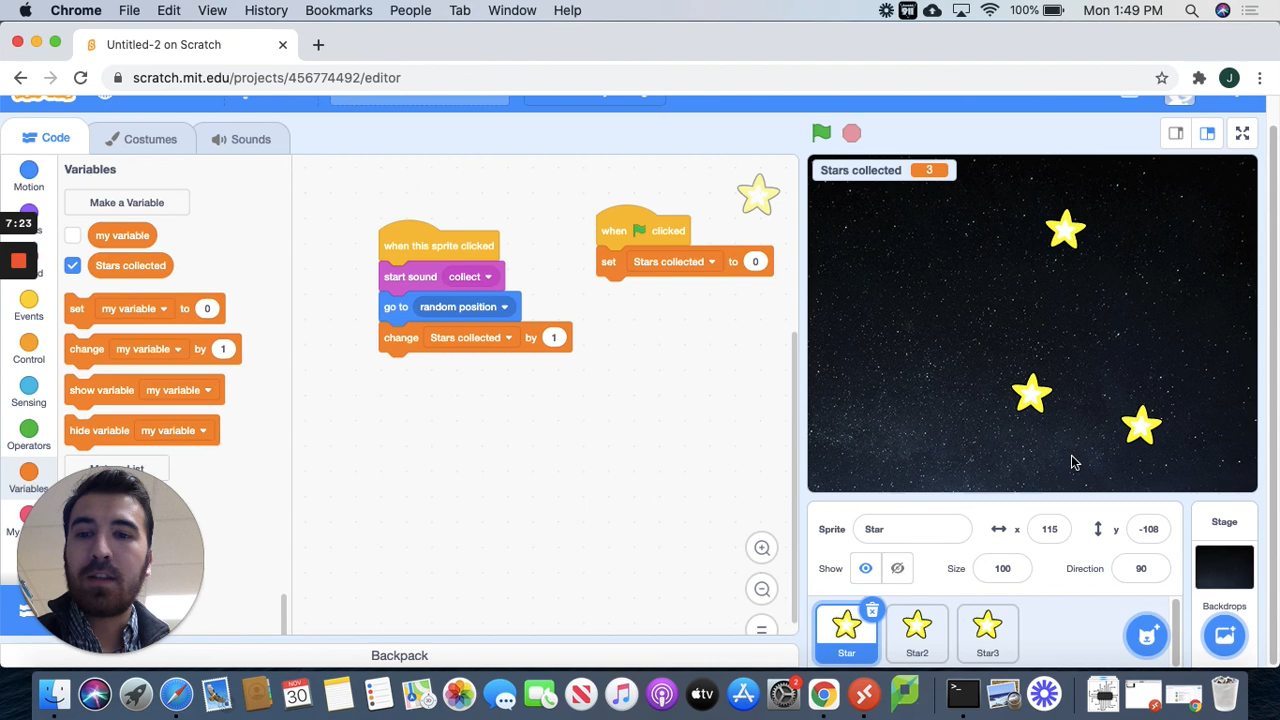 Chrome File Edit View History Bookmarks People Tab Window Help 100% Mon 1:49 PM
Untitled-2 on Scratch
scratch.mit.edu/projects/456774492/editor J
Code Costumes Sounds
Motion
Events
Control
Sensing
Operators
Variables
7:23
Variables
Make a Variable
my variable
Stars collected
set my variable to 0
change my variable by 1
show variable my variable
hide variable my variable
when this sprite clicked
start sound collect
go to random position
change Stars collected by 1
when clicked
set Stars collected to 0
Backpack
Stars collected 3
Sprite Star x 115 y -108
Show Size 100 Direction 90
Star Star2 Star3
Stage
Backdrops
NOV
30
tv
2